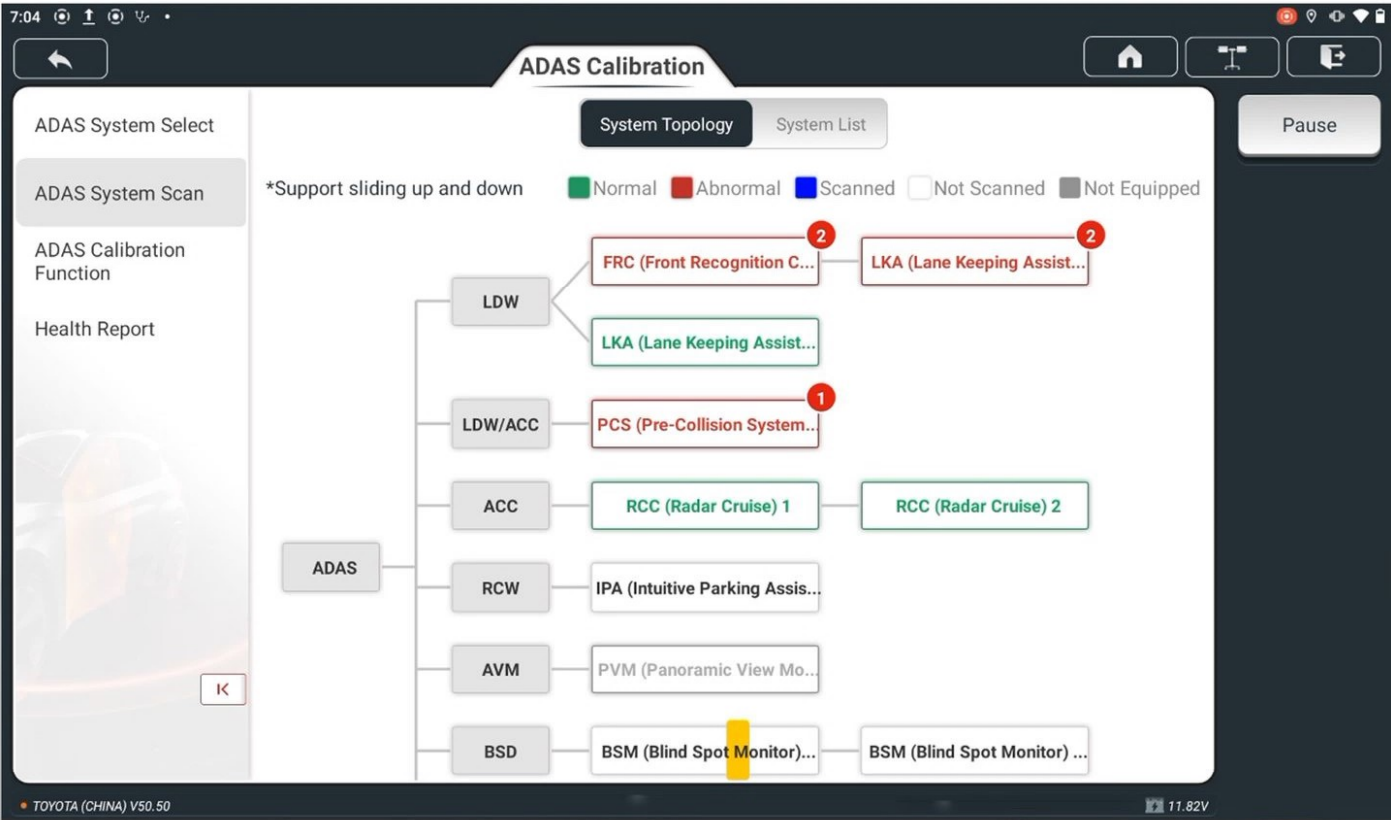 7:04
ADAS Calibration
ADAS System Select
ADAS System Scan
ADAS Calibration
Function
Health Report
System Topology
System List
Pause
*Support sliding up and down
Normal
Abnormal
Scanned
Not Scanned
Not Equipped
ADAS
LDW
FRC (Front Recognition C...
2
LKA (Lane Keeping Assist...
2
LKA (Lane Keeping Assist...
LDW/ACC
PCS (Pre-Collision System...
1
ACC
RCC (Radar Cruise) 1
RCC (Radar Cruise) 2
RCW
IPA (Intuitive Parking Assis...
AVM
PVM (Panoramic View Mo...
BSD
BSM (Blind Spot Monitor)...
BSM (Blind Spot Monitor) ...
TOYOTA (CHINA) V50.50
11.82V